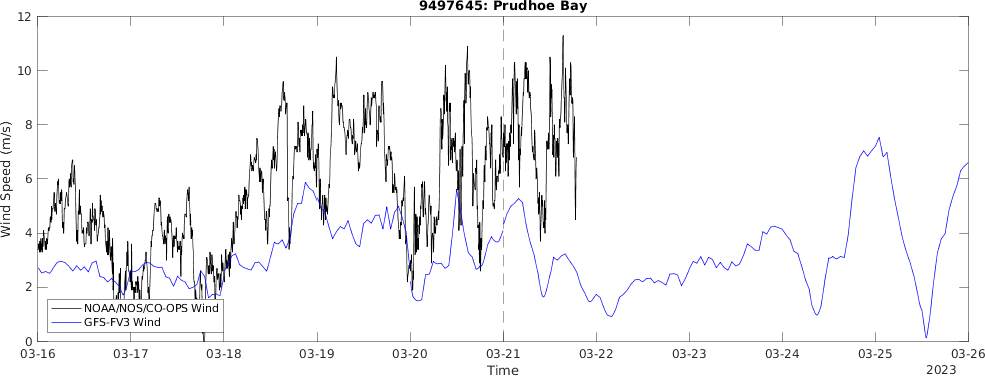 9497645: Prudhoe Bay
Wind Speed (m/s)
12
10
8
6
4
2
0
NOAA/NOS/CO-OPS Wind
GFS-FV3 Wind
03-16 03-17 03-18 03-19 03-20 03-21 03-22 03-23 03-24 03-25 03-26
Time
2023